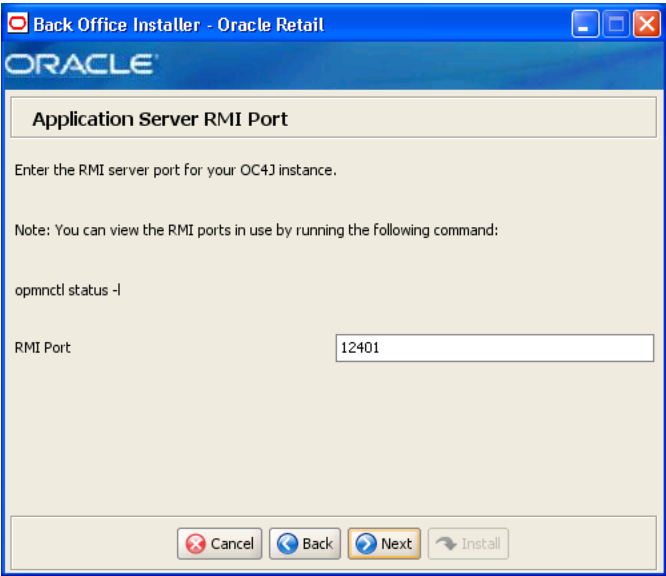 Back Office Installer - Oracle Retail
ORACLE
Application Server RMI Port
Enter the RMI server port for your OC4J instance.
Note: You can view the RMI ports in use by running the following command:
opmnctl status -l
RMI Port 12401
Cancel Back Next Install